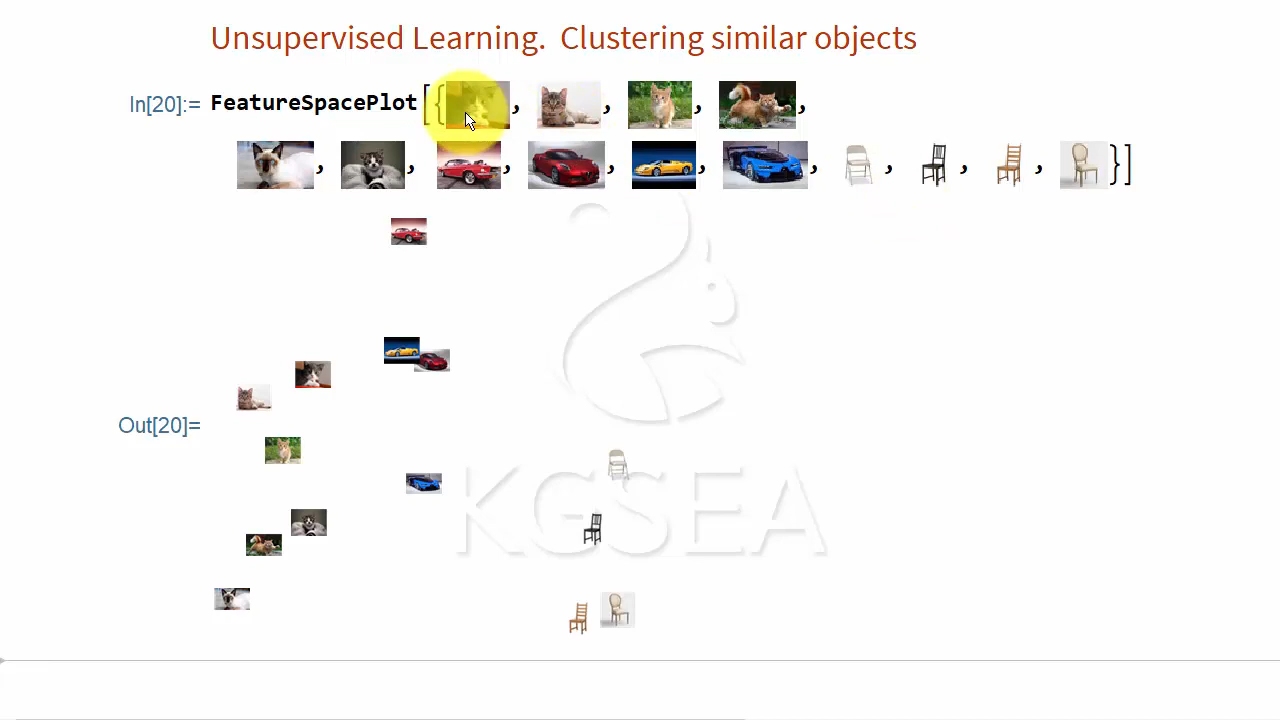 Unsupervised Learning.  Clustering similar objects
In[20]:= FeatureSpacePlot[{ , , , ,
, , , , , , , , , }]
Out[20]=
KGSEA